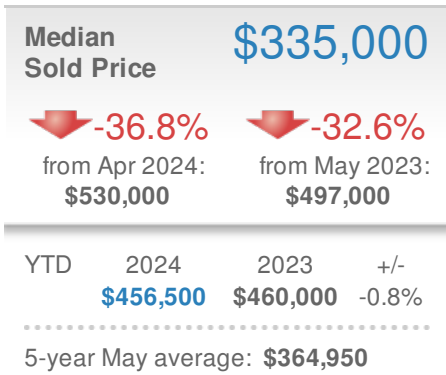 Median
Sold Price
$335,000
-36.8% -32.6%
from Apr 2024: from May 2023:
$530,000 $497,000
YTD 2024 2023 +/-
$456,500 $460,000 -0.8%
5-year May average: $364,950